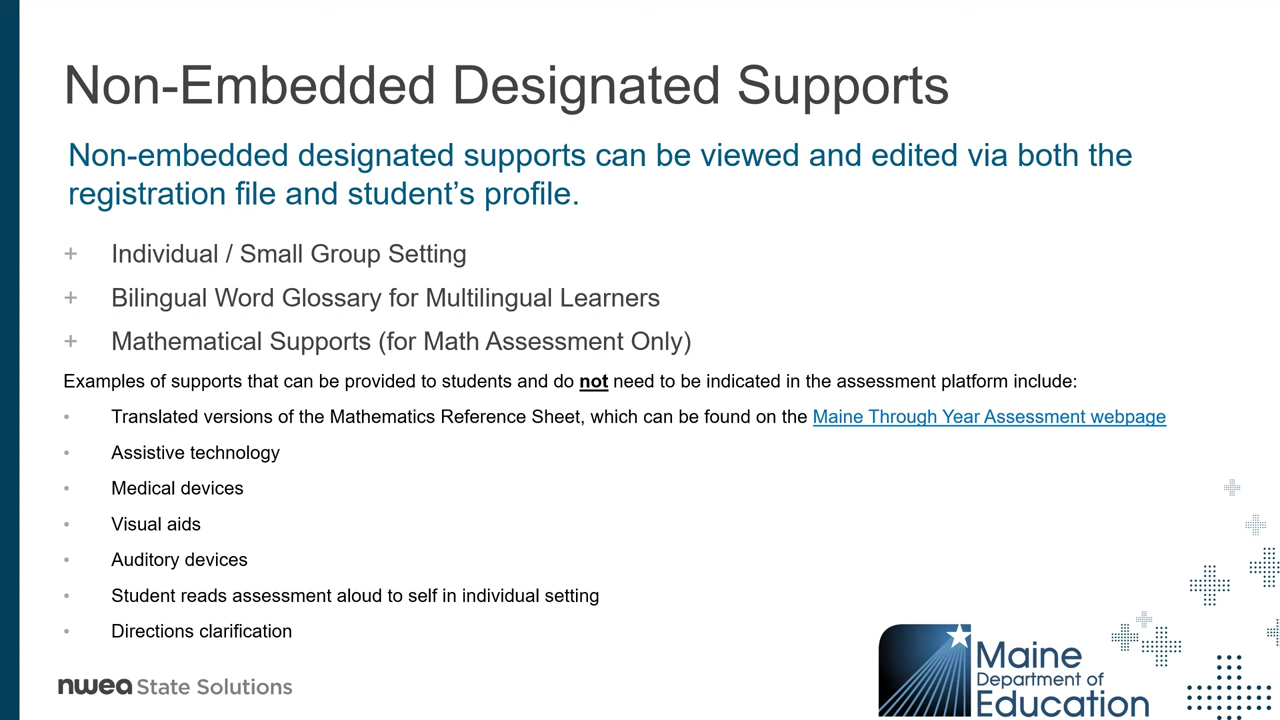 Non-Embedded Designated Supports
Non-embedded designated supports can be viewed and edited via both the
registration file and student’s profile.
+ Individual / Small Group Setting
+ Bilingual Word Glossary for Multilingual Learners
+ Mathematical Supports (for Math Assessment Only)
Examples of supports that can be provided to students and do not need to be indicated in the assessment platform include:
• Translated versions of the Mathematics Reference Sheet, which can be found on the Maine Through Year Assessment webpage
• Assistive technology
• Medical devices
• Visual aids
• Auditory devices
• Student reads assessment aloud to self in individual setting
• Directions clarification
nwea State Solutions
Maine
Department of
Education